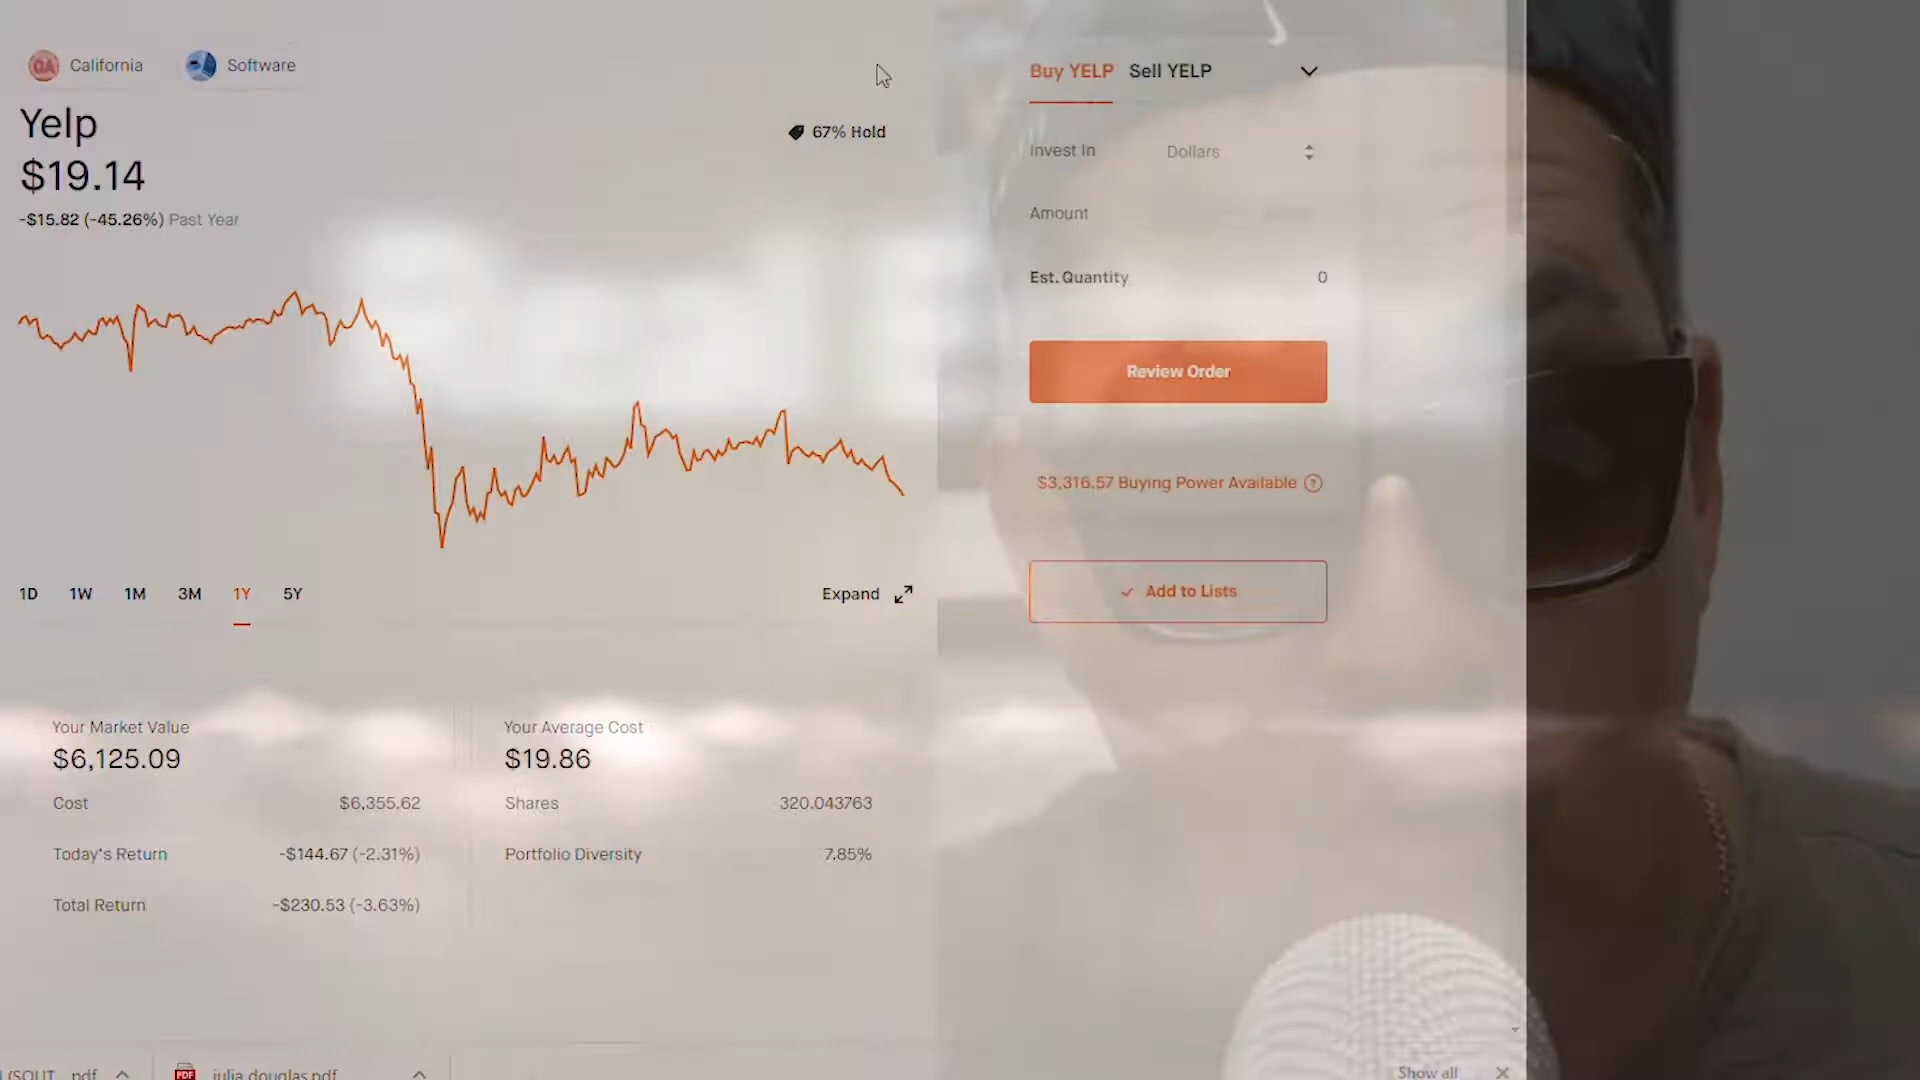 California
Software
Yelp
$19.14
-$15.82 (-45.26%) Past Year
67% Hold
Buy YELP Sell YELP
Invest In Dollars
Amount
Est. Quantity 0
Review Order
$3,316.57 Buying Power Available
Add to Lists
1D 1W 1M 3M 1Y 5Y
Expand
Your Market Value
$6,125.09
Cost $6,355.62
Today's Return -$144.67 (-2.31%)
Total Return -$230.53 (-3.63%)
Your Average Cost
$19.86
Shares 320.043763
Portfolio Diversity 7.85%
(SOUT....pdf
PDF julia douglas.pdf
Show all